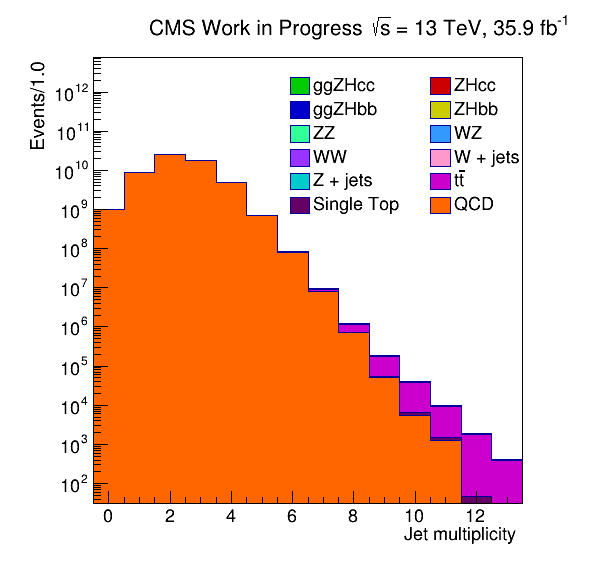 CMS Work in Progress √s = 13 TeV, 35.9 fb⁻¹
Events/1.0
10¹²
10¹¹
10¹⁰
10⁹
10⁸
10⁷
10⁶
10⁵
10⁴
10³
10²
ggZHcc ZHcc
ggZHbb ZHbb
ZZ WZ
WW W + jets
Z + jets tt̄
Single Top QCD
0 2 4 6 8 10 12
Jet multiplicity